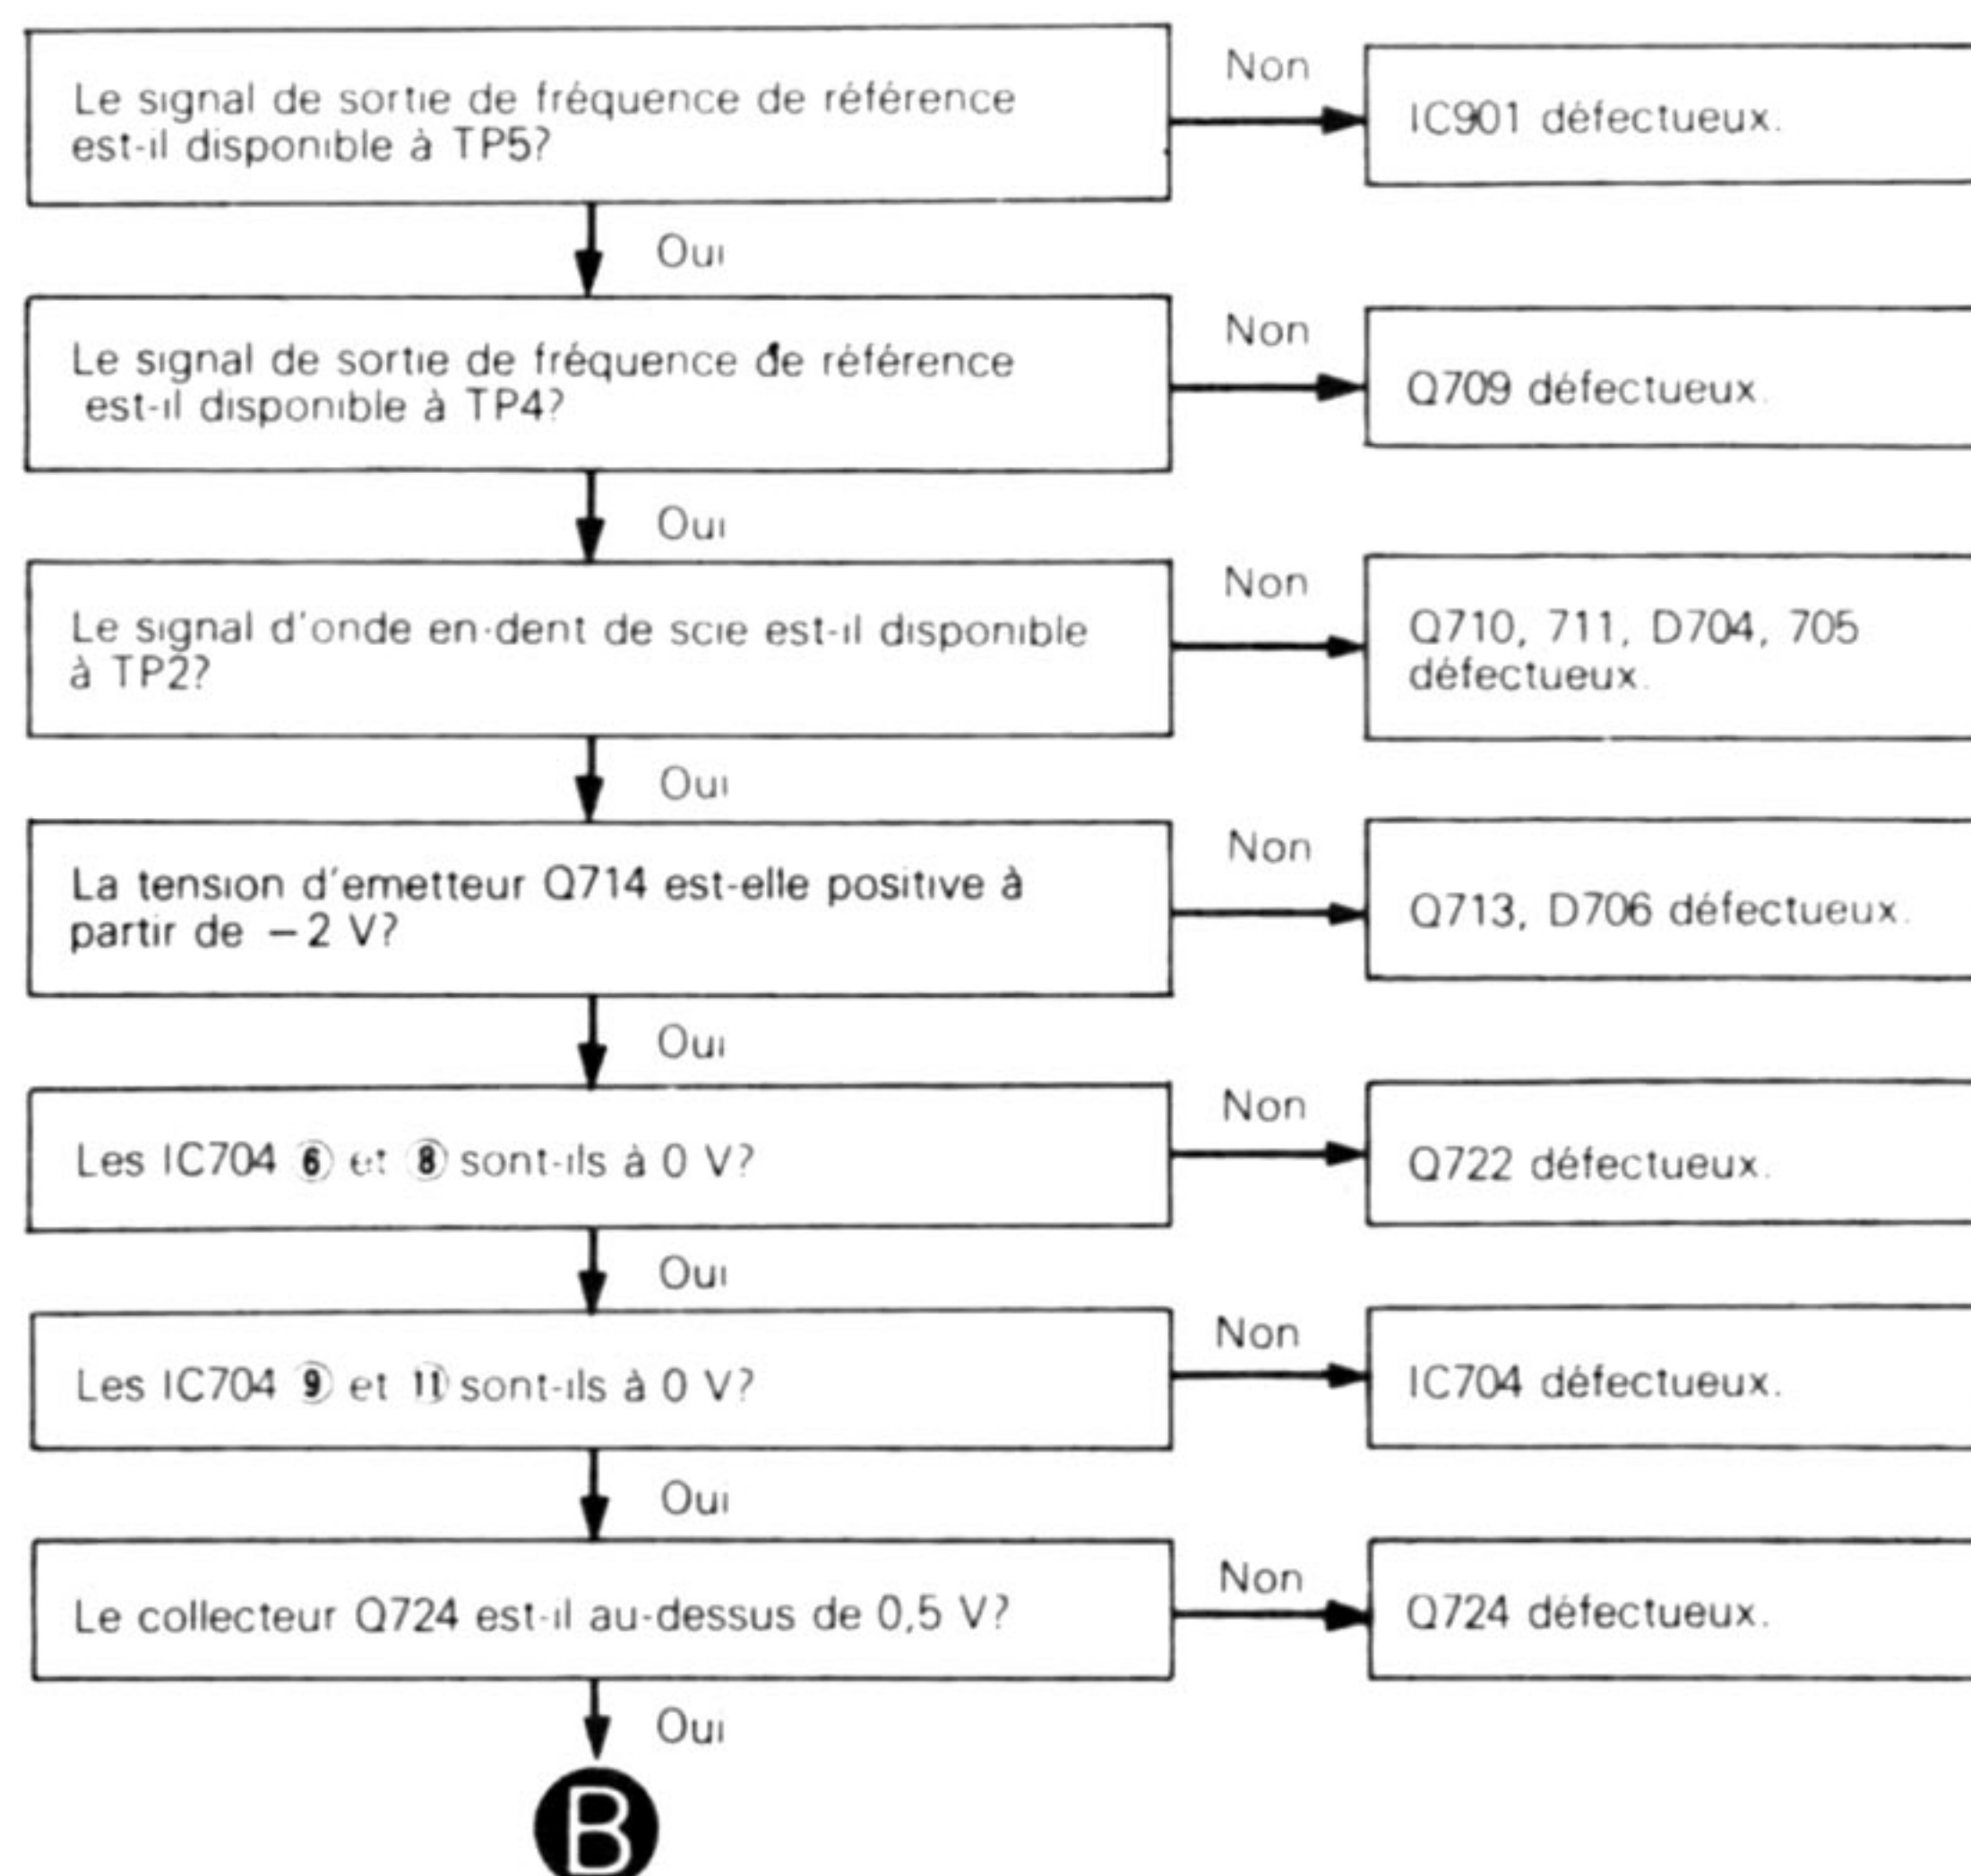 Le signal de sortie de fréquence de référence
est-il disponible à TP5?
Non
IC901 défectueux.
Oui
Le signal de sortie de fréquence de référence
est-il disponible à TP4?
Non
Q709 défectueux.
Oui
Le signal d'onde en-dent de scie est-il disponible
à TP2?
Non
Q710, 711, D704, 705
défectueux.
Oui
La tension d'emetteur Q714 est-elle positive à
partir de −2 V?
Non
Q713, D706 défectueux.
Oui
Les IC704 ⑥ et ⑧ sont-ils à 0 V?
Non
Q722 défectueux.
Oui
Les IC704 ⑨ et ⑪ sont-ils à 0 V?
Non
IC704 défectueux.
Oui
Le collecteur Q724 est-il au-dessus de 0,5 V?
Non
Q724 défectueux.
Oui
B